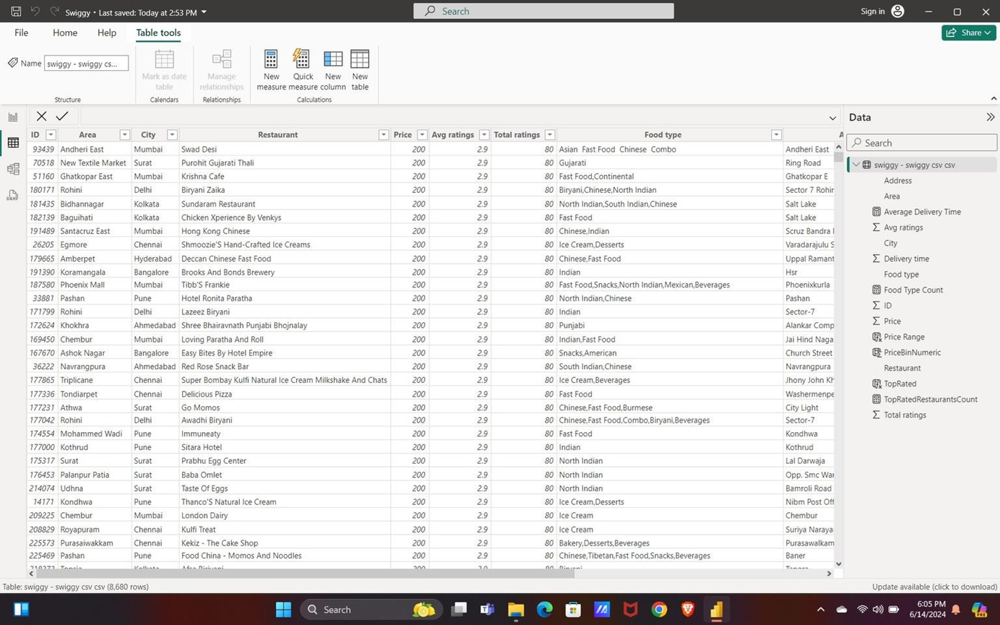 Swiggy • Last saved: Today at 2:53 PM
Search
Sign in
File Home Help Table tools
Share
Name swiggy - swiggy cs...
Mark as date table
Manage relationships
New measure
Quick measure
New column
New table
Structure Calendars Relationships Calculations
ID Area City Restaurant Price Avg ratings Total ratings Food type
93439 Andheri East Mumbai Swad Desi 200 2.9 80 Asian Fast Food Chinese Combo Andheri East
70518 New Textile Market Surat Purohit Gujarati Thali 200 2.9 80 Gujarati Ring Road
51160 Ghatkopar East Mumbai Krishna Cafe 200 2.9 80 Fast Food,Continental Ghatkopar E
180171 Rohini Delhi Biryani Zaika 200 2.9 80 Biryani,Chinese,North Indian Sector 7 Rohir
181435 Bidhannagar Kolkata Sundaram Restaurant 200 2.9 80 North Indian,South Indian,Chinese Salt Lake
182139 Baguihati Kolkata Chicken Xperience By Venkys 200 2.9 80 Fast Food Salt Lake
191489 Santacruz East Mumbai Hong Kong Chinese 200 2.9 80 Chinese,Indian Scruz Bandra
26205 Egmore Chennai Shmoozie'S Hand-Crafted Ice Creams 200 2.9 80 Ice Cream,Desserts Varadarajulu S
179665 Amberpet Hyderabad Deccan Chinese Fast Food 200 2.9 80 Chinese,Fast Food Uppal Ramant
191390 Koramangala Bangalore Brooks And Bonds Brewery 200 2.9 80 Indian Hsr
187580 Phoenix Mall Mumbai Tibb'S Frankie 200 2.9 80 Fast Food,Snacks,North Indian,Mexican,Beverages Phoenixkurla
33881 Pashan Pune Hotel Ronita Paratha 200 2.9 80 North Indian,Chinese Pashan
171799 Rohini Delhi Lazeez Biryani 200 2.9 80 Indian Sector-7
172624 Khokhra Ahmedabad Shree Bhairavnath Punjabi Bhojnalay 200 2.9 80 Punjabi Alankar Comp
169450 Chembur Mumbai Loving Paratha And Roll 200 2.9 80 Indian,Fast Food Jai Hind Naga
167670 Ashok Nagar Bangalore Easy Bites By Hotel Empire 200 2.9 80 Snacks,American Church Street
36222 Navrangpura Ahmedabad Red Rose Snack Bar 200 2.9 80 South Indian,Chinese Navrangpura
177865 Triplicane Chennai Super Bombay Kulfi Natural Ice Cream Milkshake And Chats 200 2.9 80 Ice Cream,Beverages Jhony John Kh
177336 Tondiarpet Chennai Delicious Pizza 200 2.9 80 Fast Food Washermenpe
177231 Athwa Surat Go Momos 200 2.9 80 Chinese,Fast Food,Burmese City Light
177042 Rohini Delhi Awadhi Biryani 200 2.9 80 Chinese,Fast Food,Combo,Biryani,Beverages Sector-7
174554 Mohammed Wadi Pune Immuneaty 200 2.9 80 Fast Food Kondhwa
177000 Kothrud Pune Sitara Hotel 200 2.9 80 Indian Kothrud
175317 Surat Surat Prabhu Egg Center 200 2.9 80 North Indian Lal Darwaja
176453 Palanpur Patia Surat Baba Omlet 200 2.9 80 North Indian Opp. Smc War
214074 Udhna Surat Taste Of Eggs 200 2.9 80 North Indian Bamroli Road
14171 Kondhwa Pune Thanco'S Natural Ice Cream 200 2.9 80 Ice Cream,Desserts Nibm Post Off
209225 Chembur Mumbai London Dairy 200 2.9 80 Ice Cream Chembur
208829 Royapuram Chennai Kulfi Treat 200 2.9 80 Ice Cream Suriya Naraya
225573 Purasaiwakkam Chennai Kekiz - The Cake Shop 200 2.9 80 Bakery,Desserts,Beverages Purasawalkam
225469 Pashan Pune Food China - Momos And Noodles 200 2.9 80 Chinese,Tibetan,Fast Food,Snacks,Beverages Baner
Data
Search
swiggy - swiggy csv csv
Address
Area
Average Delivery Time
Avg ratings
City
Delivery time
Food type
Food Type Count
ID
Price
Price Range
PriceBinNumeric
Restaurant
TopRated
TopRatedRestaurantsCount
Total ratings
Table: swiggy - swiggy csv csv (8,680 rows)
Update available (click to download)
Search
6:05 PM
6/14/2024